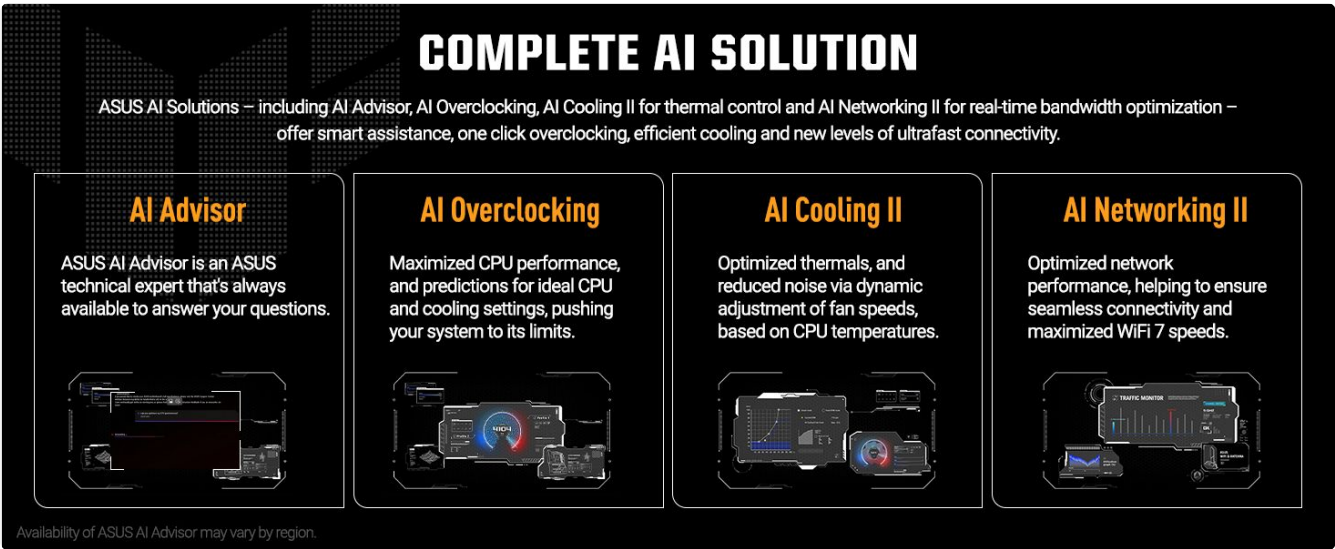 COMPLETE AI SOLUTION
ASUS AI Solutions – including AI Advisor, AI Overclocking, AI Cooling II for thermal control and AI Networking II for real-time bandwidth optimization –
offer smart assistance, one click overclocking, efficient cooling and new levels of ultrafast connectivity.
AI Advisor
ASUS AI Advisor is an ASUS
technical expert that's always
available to answer your questions.
AI Overclocking
Maximized CPU performance,
and predictions for ideal CPU
and cooling settings, pushing
your system to its limits.
4104
AI Cooling II
Optimized thermals, and
reduced noise via dynamic
adjustment of fan speeds,
based on CPU temperatures.
AI Networking II
Optimized network
performance, helping to ensure
seamless connectivity and
maximized WiFi 7 speeds.
TRAFFIC MONITOR
Availability of ASUS AI Advisor may vary by region.